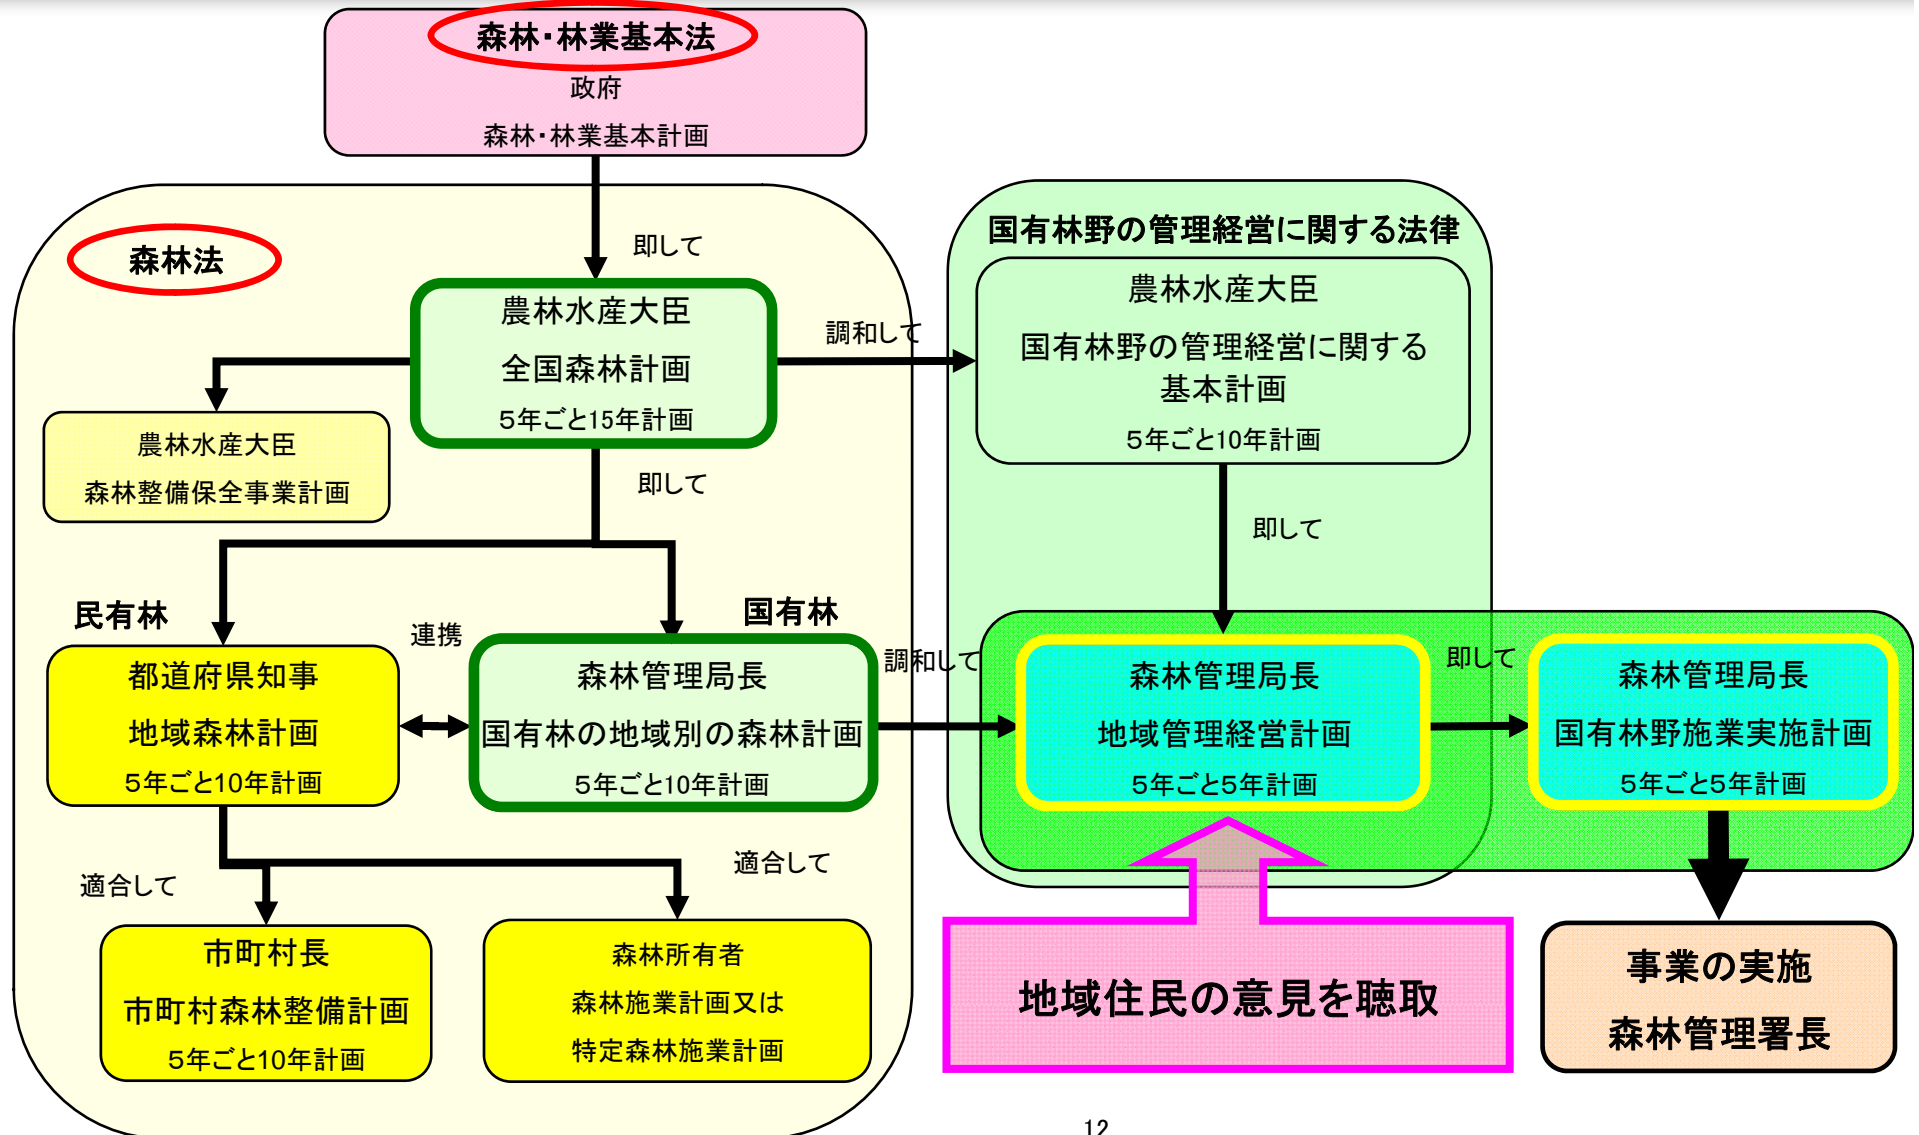 森林・林業基本法
政府
森林・林業基本計画
即して
森林法
農林水産大臣
全国森林計画
５年ごと15年計画
調和して
国有林野の管理経営に関する法律
農林水産大臣
国有林野の管理経営に関する
基本計画
５年ごと10年計画
農林水産大臣
森林整備保全事業計画
即して
即して
民有林
国有林
連携
都道府県知事
地域森林計画
５年ごと10年計画
森林管理局長
国有林の地域別の森林計画
５年ごと10年計画
調和して
森林管理局長
地域管理経営計画
５年ごと５年計画
即して
森林管理局長
国有林野施業実施計画
５年ごと５年計画
適合して
適合して
市町村長
市町村森林整備計画
５年ごと10年計画
森林所有者
森林施業計画又は
特定森林施業計画
地域住民の意見を聴取
事業の実施
森林管理署長
12